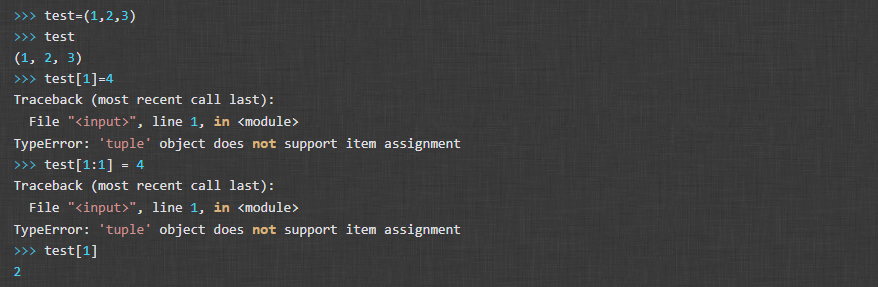 >>> test=(1,2,3)
>>> test
(1, 2, 3)
>>> test[1]=4
Traceback (most recent call last):
  File "<input>", line 1, in <module>
TypeError: 'tuple' object does not support item assignment
>>> test[1:1] = 4
Traceback (most recent call last):
  File "<input>", line 1, in <module>
TypeError: 'tuple' object does not support item assignment
>>> test[1]
2